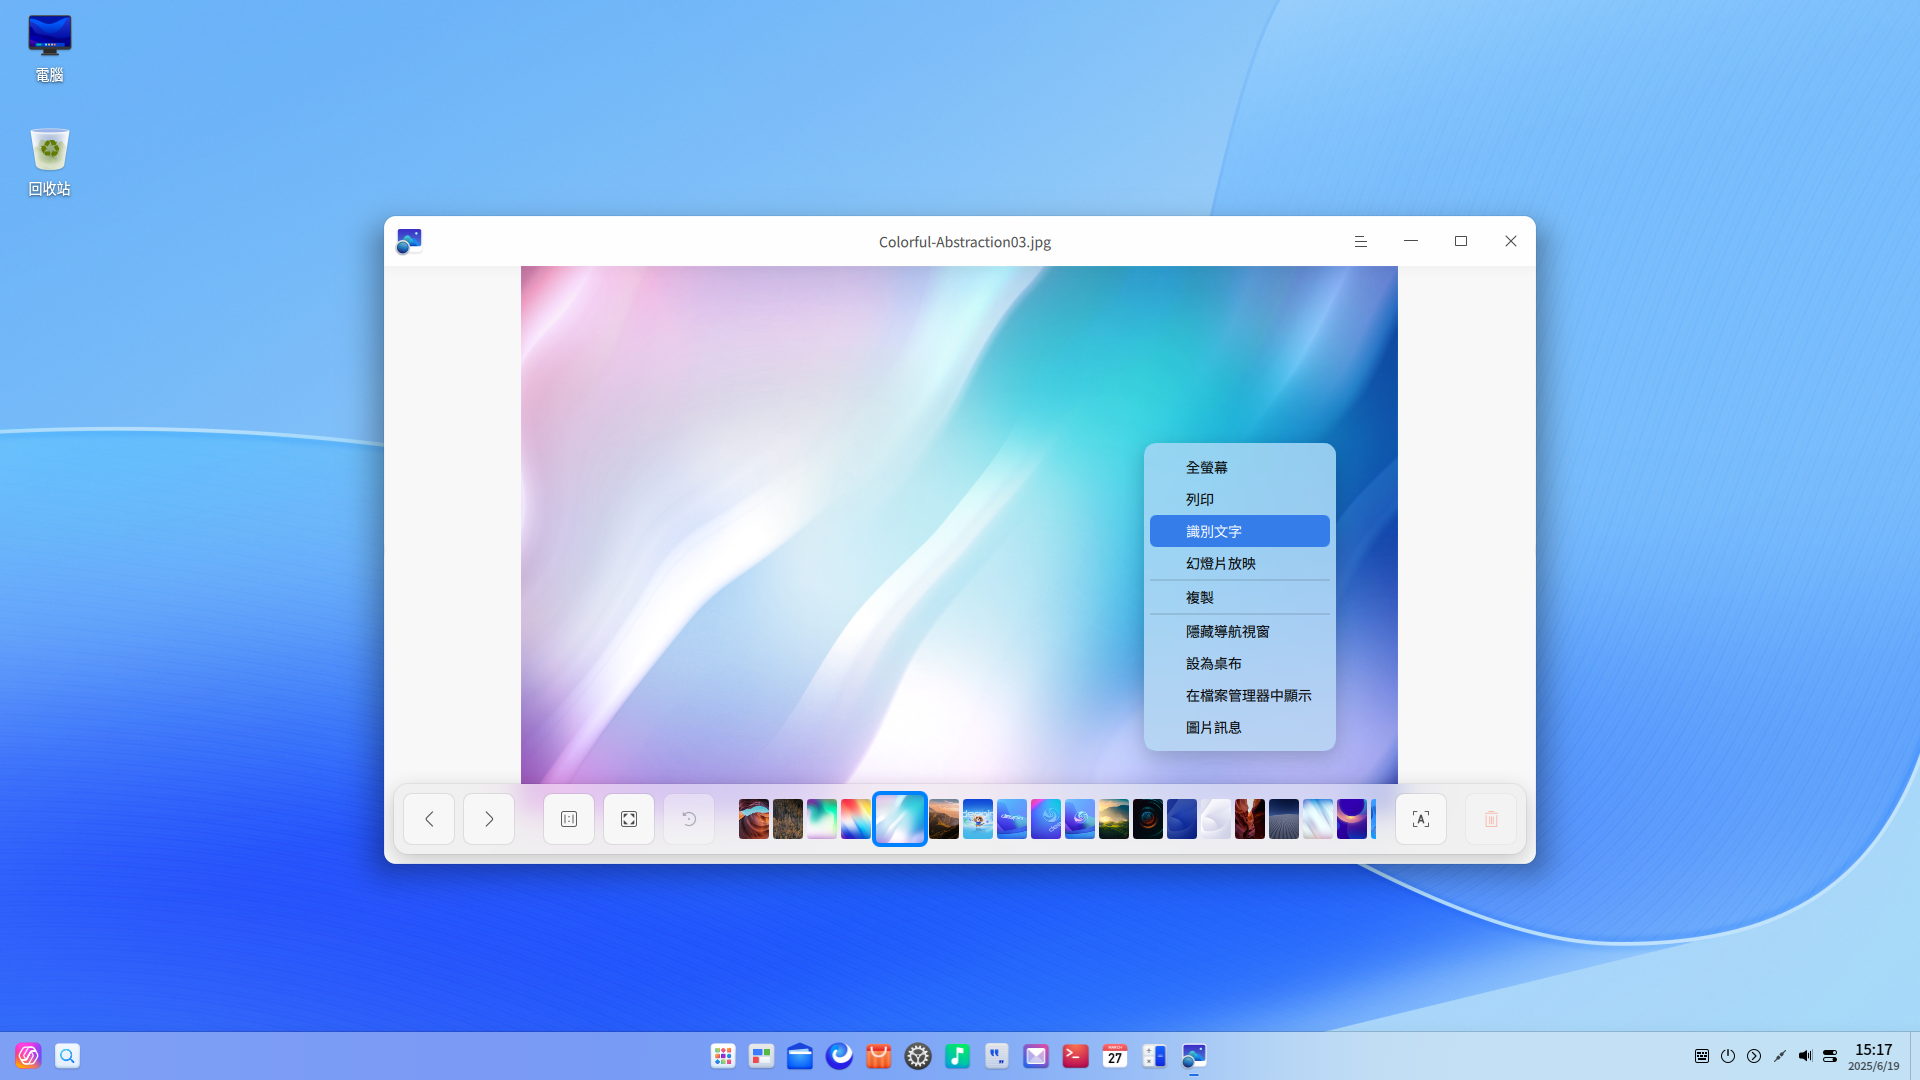 電腦
回收站
Colorful-Abstraction03.jpg
全螢幕
列印
識別文字
幻燈片放映
複製
隱藏導航視窗
設為桌布
在檔案管理器中顯示
圖片訊息
MARCH
27
15:17
2025/6/19